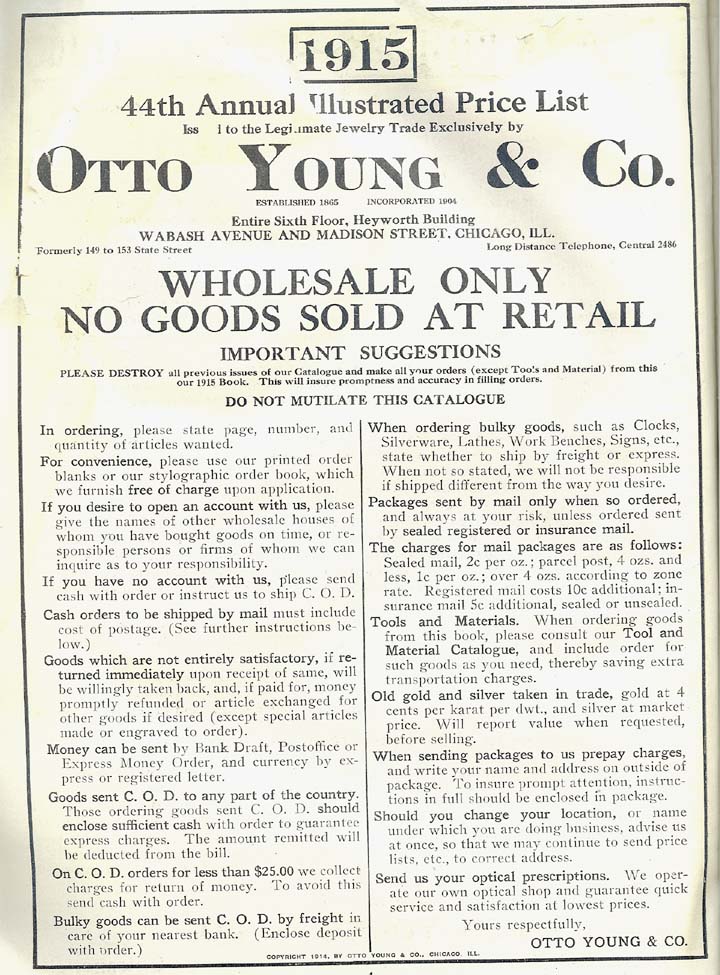 1915
44th Annual Illustrated Price List
Iss d to the Legitimate Jewelry Trade Exclusively by
OTTO YOUNG & CO.
ESTABLISHED 1865 INCORPORATED 1904
Entire Sixth Floor, Heyworth Building
WABASH AVENUE AND MADISON STREET, CHICAGO, ILL.
Formerly 149 to 153 State Street Long Distance Telephone, Central 2486
WHOLESALE ONLY
NO GOODS SOLD AT RETAIL
IMPORTANT SUGGESTIONS
PLEASE DESTROY all previous issues of our Catalogue and make all your orders (except Tools and Material) from this
our 1915 Book. This will insure promptness and accuracy in filling orders.
DO NOT MUTILATE THIS CATALOGUE
In ordering, please state page, number, and
quantity of articles wanted.
For convenience, please use our printed order
blanks or our stylographic order book, which
we furnish free of charge upon application.
If you desire to open an account with us, please
give the names of other wholesale houses of
whom you have bought goods on time, or re-
sponsible persons or firms of whom we can
inquire as to your responsibility.
If you have no account with us, please send
cash with order or instruct us to ship C. O. D.
Cash orders to be shipped by mail must include
cost of postage. (See further instructions be-
low.)
Goods which are not entirely satisfactory, if re-
turned immediately upon receipt of same, will
be willingly taken back, and, if paid for, money
promptly refunded or article exchanged for
other goods if desired (except special articles
made or engraved to order).
Money can be sent by Bank Draft, Postoffice or
Express Money Order, and currency by ex-
press or registered letter.
Goods sent C. O. D. to any part of the country.
Those ordering goods sent C. O. D. should
enclose sufficient cash with order to guarantee
express charges. The amount remitted will
be deducted from the bill.
On C. O. D. orders for less than $25.00 we collect
charges for return of money. To avoid this
send cash with order.
Bulky goods can be sent C. O. D. by freight in
care of your nearest bank. (Enclose deposit
with order.)
When ordering bulky goods, such as Clocks,
Silverware, Lathes, Work Benches, Signs, etc.,
state whether to ship by freight or express.
When not so stated, we will not be responsible
if shipped different from the way you desire.
Packages sent by mail only when so ordered,
and always at your risk, unless ordered sent
by sealed registered or insurance mail.
The charges for mail packages are as follows:
Sealed mail, 2c per oz.; parcel post, 4 ozs. and
less, 1c per oz.; over 4 ozs. according to zone
rate. Registered mail costs 10c additional; in-
surance mail 5c additional, sealed or unsealed.
Tools and Materials. When ordering goods
from this book, please consult our Tool and
Material Catalogue, and include order for
such goods as you need, thereby saving extra
transportation charges.
Old gold and silver taken in trade, gold at 4
cents per karat per dwt., and silver at market
price. Will report value when requested,
before selling.
When sending packages to us prepay charges,
and write your name and address on outside of
package. To insure prompt attention, instruc-
tions in full should be enclosed in package.
Should you change your location, or name
under which you are doing business, advise us
at once, so that we may continue to send price
lists, etc., to correct address.
Send us your optical prescriptions. We oper-
ate our own optical shop and guarantee quick
service and satisfaction at lowest prices.
Yours respectfully,
OTTO YOUNG & CO.
COPYRIGHT 1914, BY OTTO YOUNG & CO., CHICAGO, ILL.